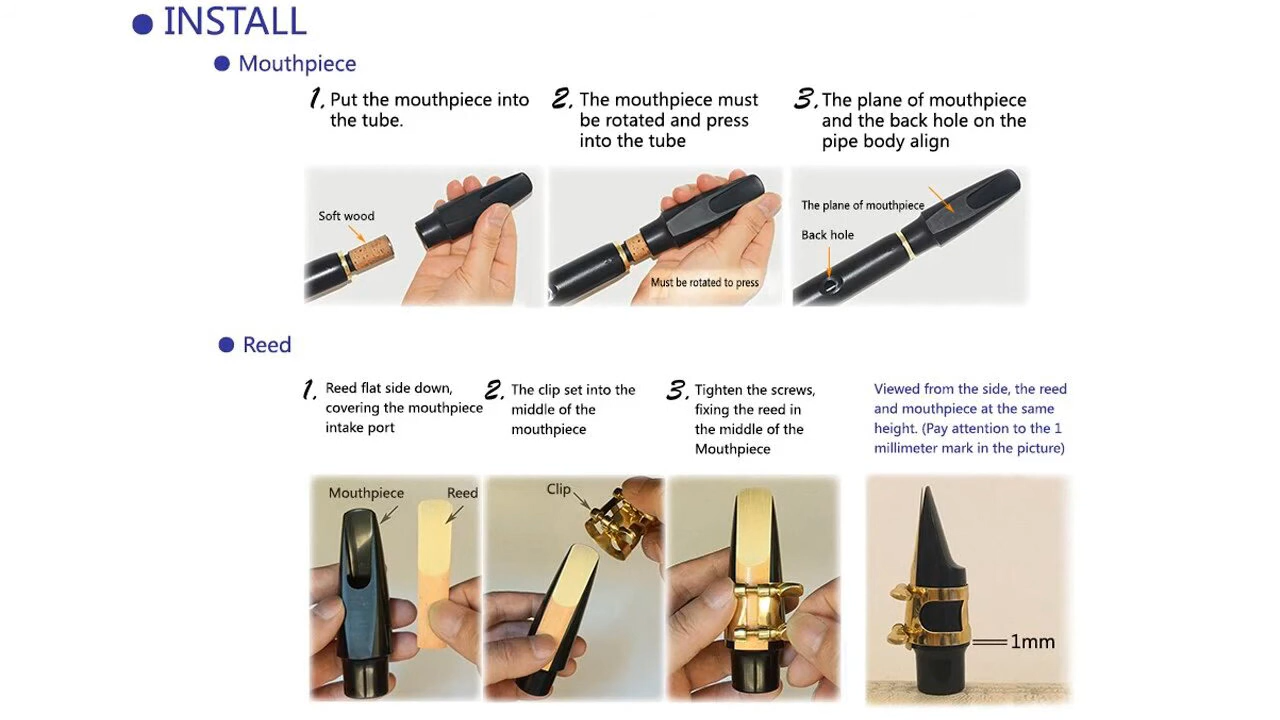 INSTALL
Mouthpiece
1. Put the mouthpiece into
the tube.
2. The mouthpiece must
be rotated and press
into the tube
3. The plane of mouthpiece
and the back hole on the
pipe body align
Soft wood
Must be rotated to press
The plane of mouthpiece
Back hole
Reed
1. Reed flat side down,
covering the mouthpiece
intake port
2. The clip set into the
middle of the
mouthpiece
3. Tighten the screws,
fixing the reed in
the middle of the
Mouthpiece
Viewed from the side, the reed
and mouthpiece at the same
height. (Pay attention to the 1
millimeter mark in the picture)
Mouthpiece
Reed
Clip
1mm